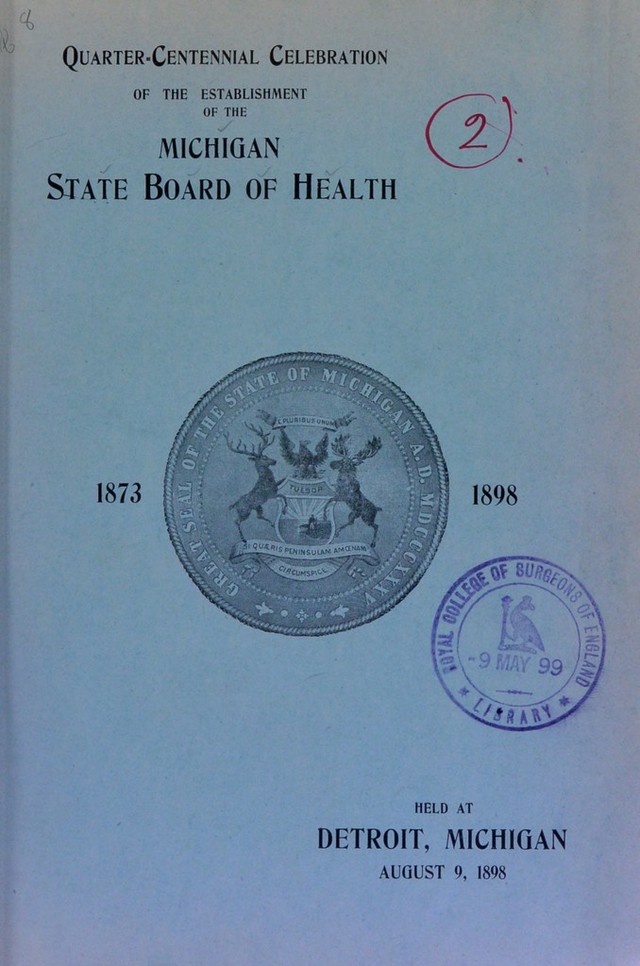 8
QUARTER-CENTENNIAL CELEBRATION
OF THE ESTABLISHMENT
OF THE
MICHIGAN
STATE BOARD OF HEALTH
2
GREAT SEAL OF THE STATE OF MICHIGAN A.D. MDCCCXXXV
E PLURIBUS UNUM
TUEBOR
SI QUÆRIS PENINSULAM AMŒNAM
CIRCUMSPICE
1873
1898
ROYAL COLLEGE OF SURGEONS OF ENGLAND
-9 MAY 99
LIBRARY
HELD AT
DETROIT, MICHIGAN
AUGUST 9, 1898